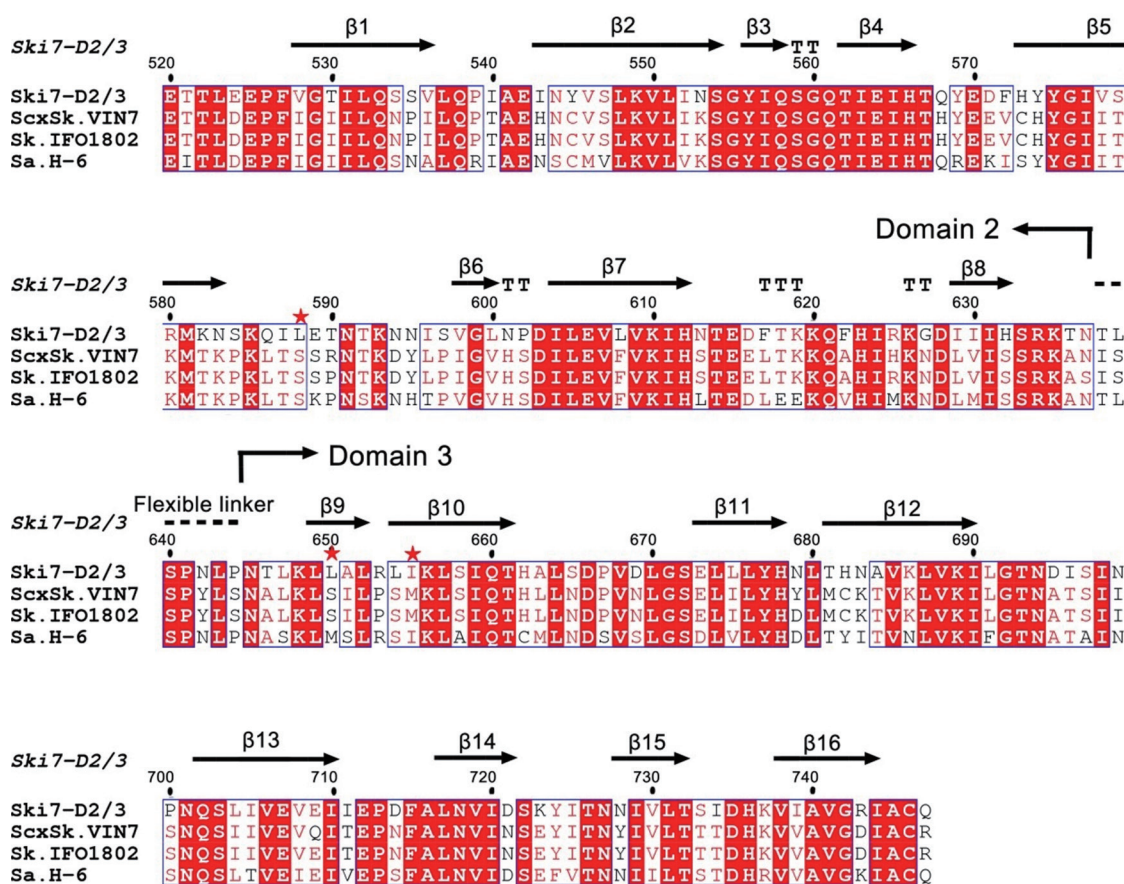 β1 β2 β3 β4 β5
Ski7-D2/3 TT
520 530 540 550 560 570
Ski7-D2/3 ETTLEEPFVGTILQSSVLQPIAEINYVSLKVLINSGYIQSGQTIEIHTQYEDFHYYGIVS
ScxSk.VIN7 ETTLDEPFIGIILQNPILQPTAEHNCVSLKVLIKSGYIQSGQTIEIHTHYEEVCHYGIIT
Sk.IFO1802 ETTLDEPFIGIILQNPILQPIAEHNCVSLKVLIKSGYIQSGQTIEIHTHYEEVCHYGIIT
Sa.H-6 EITLDEPFIGIILQNALQRIAENSCMVLKVLVKSGYIQSGQTIEIHTQREKISYYGIIT
Domain 2
β6 β7 β8
Ski7-D2/3 TT TTT TT
580 590 600 610 620 630
Ski7-D2/3 RMKNSKQILETNTKNNISVGLNPDILEVLVKIHNTEDFTKKQFHIRKGDIIIHSRKTNTL
ScxSk.VIN7 KMTKPKLTSSRNTKDYLPIGVHSDILEVFVKIHSTEELTKKQAHIHKNDLVISSRKANIS
Sk.IFO1802 KMTKPKLTSSPNTKDYLPIGVHSDILEVFVKIHSTEELTKKQAHIRKNDLVISSRKASIS
Sa.H-6 KMTKPKLTSKPNSKNHTPVGVHSDILEVFVKIHLTEDLEEKQVHIMKNDLMISSRKANTL
Domain 3
Flexible linker β9 β10 β11 β12
Ski7-D2/3
640 650 660 670 680 690
Ski7-D2/3 SPNLPNTLKLLALRLIKLSIQTHALSDPVDLGSELLLYHNLTHNAVKLVKILGTNDISIN
ScxSk.VIN7 SPYLSNALKLSILPSMKLSIQTHLLNDPVNLGSELILYHYLMCKTVKLVKILGTNATSII
Sk.IFO1802 SPYLSNALKLSILPSMKLSIQTHLLNDPVNLGSELILYHDLMCKTVKLVKILGTNATSII
Sa.H-6 SPNLPNASKLMSLRSIKLAIQTCMLNDSVSLGSDLVLYHDLTYITVNLVKIFGTNATAIN
β13 β14 β15 β16
Ski7-D2/3
700 710 720 730 740
Ski7-D2/3 PNQSLIVEVEIIEPDFALNVIDSKYITNNIVLTSIDHKVIAVGRIACQ
ScxSk.VIN7 SNQSIIVEVQITEPNFALNVINSEYITNYIVLTTTDHKVVAVGRIACR
Sk.IFO1802 SNQSIIVEVEITEPNFALNVINSEYITNYIVLTTTDHKVVAVGDIACR
Sa.H-6 SNQSLTVEIEIVEPSFALNVINSEFVTNNIILTSTDHKVVAVGKIACQ